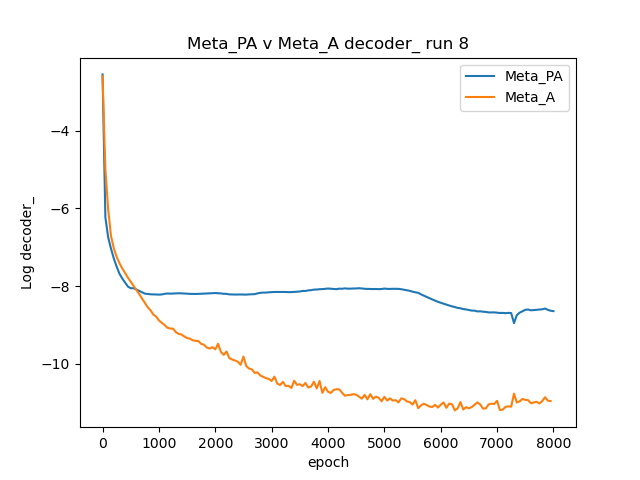 Meta_PA v Meta_A decoder_ run 8
Meta_PA
Meta_A
Log decoder_
−4
−6
−8
−10
0 1000 2000 3000 4000 5000 6000 7000 8000
epoch